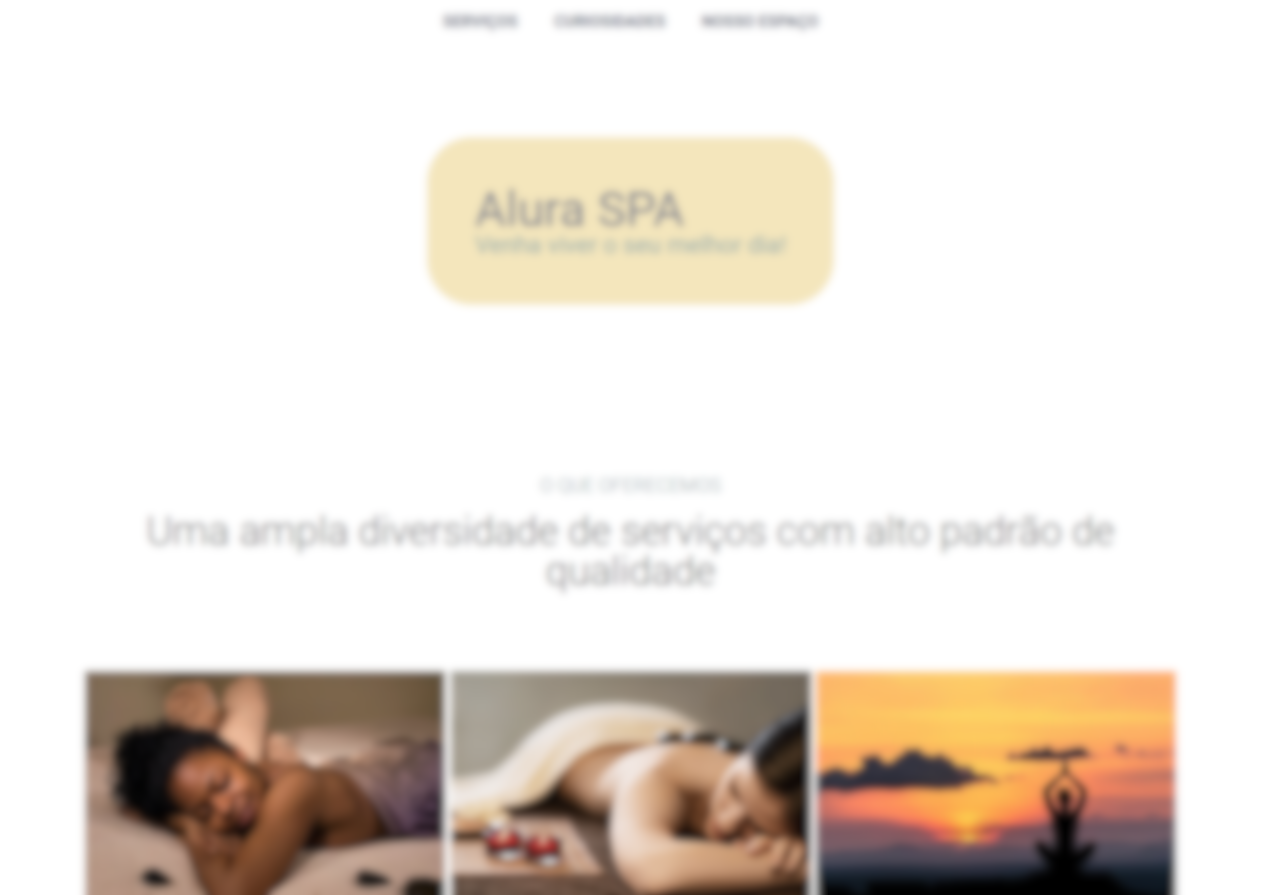 SERVIÇOS CURIOSIDADES NOSSO ESPAÇO
Alura SPA
Venha viver o seu melhor dia!
O QUE OFERECEMOS
Uma ampla diversidade de serviços com alto padrão de
qualidade